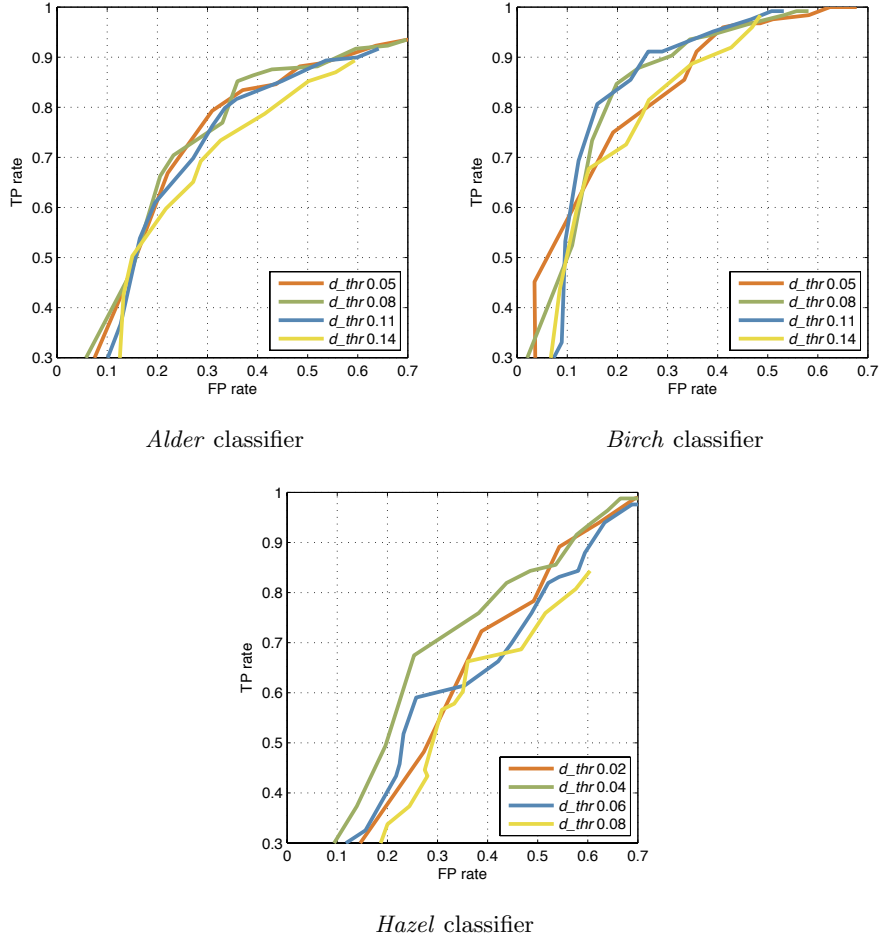 1
0.9
0.8
0.7
0.6
0.5
0.4
0.3
TP rate
0 0.1 0.2 0.3 0.4 0.5 0.6 0.7
FP rate
d_thr 0.05
d_thr 0.08
d_thr 0.11
d_thr 0.14
Alder classifier
1
0.9
0.8
0.7
0.6
0.5
0.4
0.3
TP rate
0 0.1 0.2 0.3 0.4 0.5 0.6 0.7
FP rate
d_thr 0.05
d_thr 0.08
d_thr 0.11
d_thr 0.14
Birch classifier
1
0.9
0.8
0.7
0.6
0.5
0.4
0.3
TP rate
0 0.1 0.2 0.3 0.4 0.5 0.6 0.7
FP rate
d_thr 0.02
d_thr 0.04
d_thr 0.06
d_thr 0.08
Hazel classifier